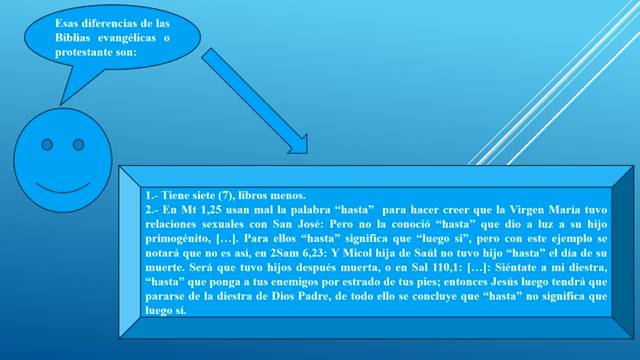 Esas diferencias de las
Biblias evangélicas o
protestante son:
1.- Tiene siete (7), libros menos.
2.- En Mt 1,25 usan mal la palabra “hasta” para hacer creer que la Virgen Maria tuvo
relaciones sexuales con San José: Pero no la conoció “hasta” que dio a luz a su hijo
primogénito, […]. Para ellos “hasta” significa que “luego si”, pero con este ejemplo se
notará que no es así, en 2Sam 6,23: Y Micol hija de Saúl no tuvo hijo “hasta” el día de su
muerte. Será que tuvo hijos después muerta, o en Sal 110,1: […]: Siéntate a mi diestra,
“hasta” que ponga a tus enemigos por estrado de tus pies; entonces Jesús luego tendrá que
pararse de la diestra de Dios Padre, de todo ello se concluye que “hasta” no significa que
luego sí.